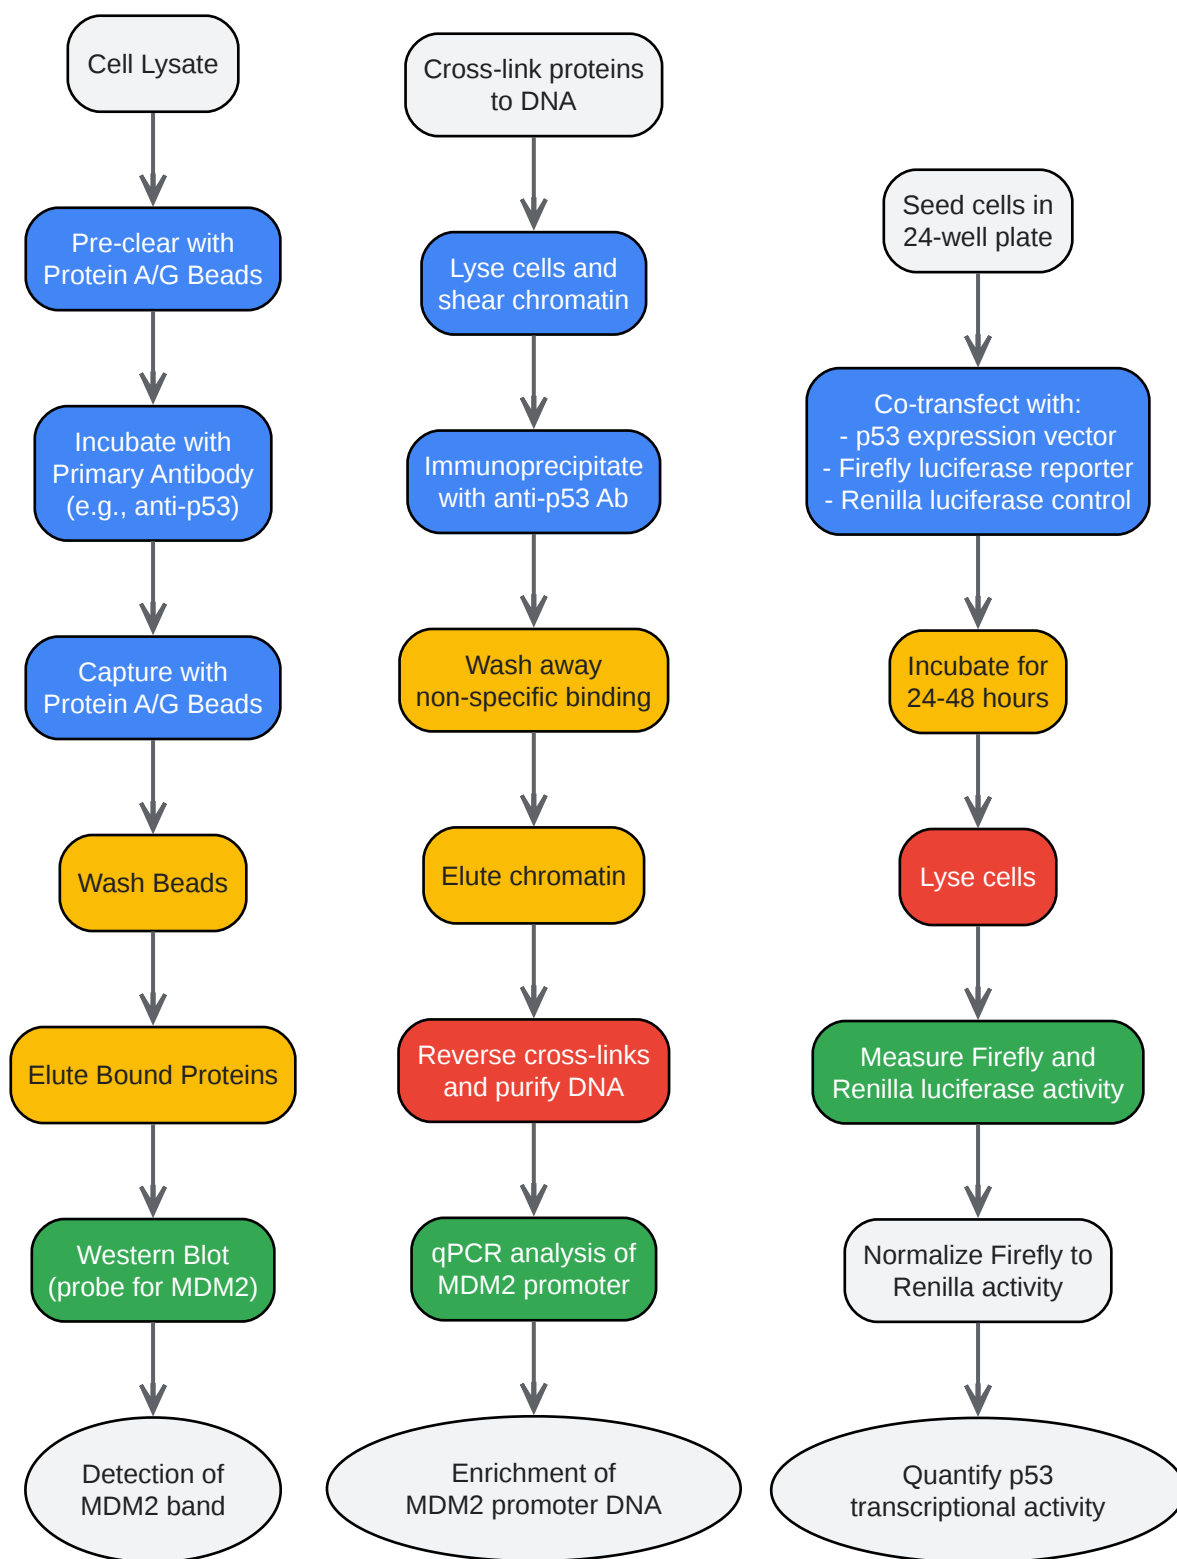 Cell Lysate
Pre-clear with
Protein A/G Beads
Incubate with
Primary Antibody
(e.g., anti-p53)
Capture with
Protein A/G Beads
Wash Beads
Elute Bound Proteins
Western Blot
(probe for MDM2)
Detection of
MDM2 band
Cross-link proteins
to DNA
Lyse cells and
shear chromatin
Immunoprecipitate
with anti-p53 Ab
Wash away
non-specific binding
Elute chromatin
Reverse cross-links
and purify DNA
qPCR analysis of
MDM2 promoter
Enrichment of
MDM2 promoter DNA
Seed cells in
24-well plate
Co-transfect with:
- p53 expression vector
- Firefly luciferase reporter
- Renilla luciferase control
Incubate for
24-48 hours
Lyse cells
Measure Firefly and
Renilla luciferase activity
Normalize Firefly to
Renilla activity
Quantify p53
transcriptional activity